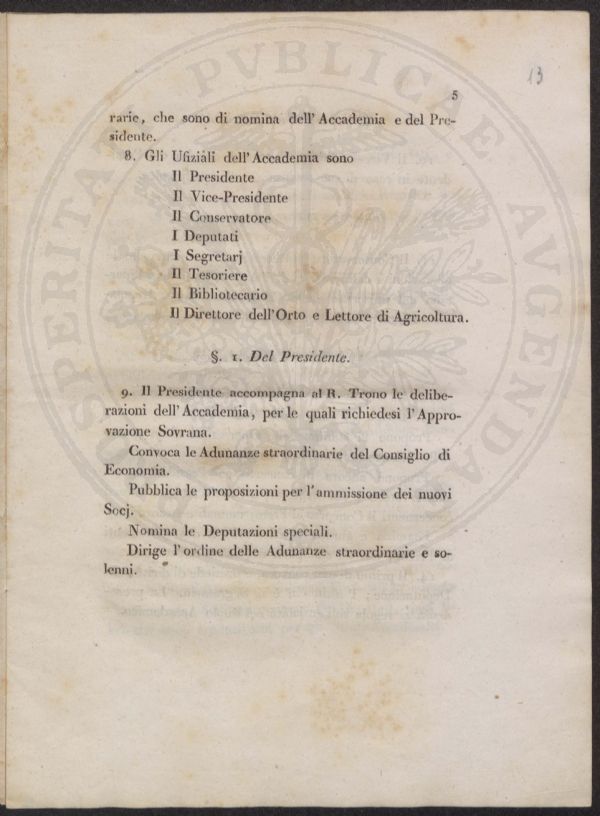 13
5
rarie, che sono di nomina dell' Accademia e del Pre-
sidente.
8. Gli Ufiziali dell' Accademia sono
Il Presidente
Il Vice-Presidente
Il Conservatore
I Deputati
I Segretarj
Il Tesoriere
Il Bibliotecario
Il Direttore dell' Orto e Lettore di Agricoltura.
§. 1. Del Presidente.
9. Il Presidente accompagna al R. Trono le delibe-
razioni dell' Accademia, per le quali richiedesi l' Appro-
vazione Sovrana.
Convoca le Adunanze straordinarie del Consiglio di
Economia.
Pubblica le proposizioni per l' ammissione dei nuovi
Socj.
Nomina le Deputazioni speciali.
Dirige l' ordine delle Adunanze straordinarie e so-
lenni.
PROSPERITATI PVBLICAE AVGENDAE